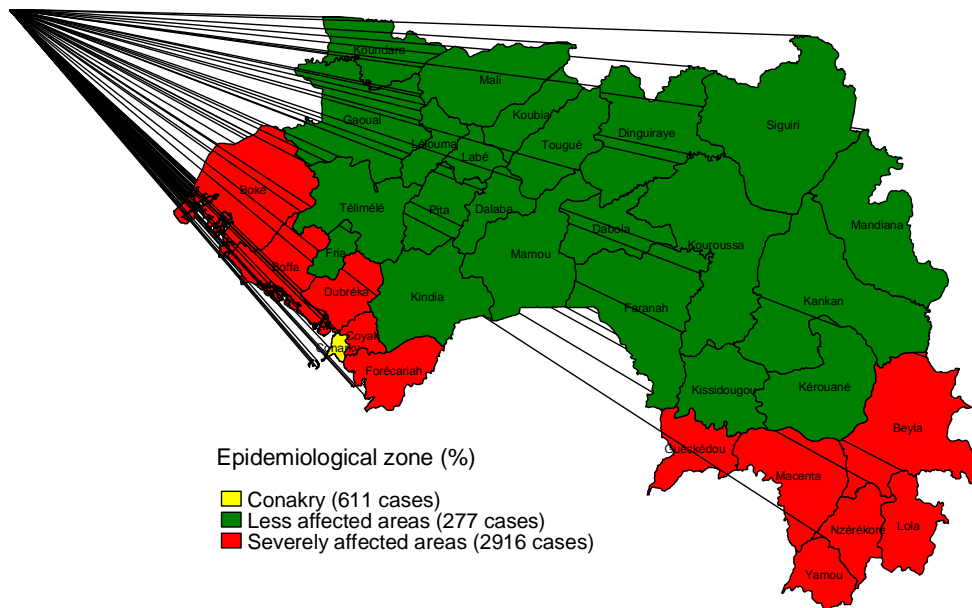 Koundara
Mali
Koubia
Siguiri
Gaoual
Dinguiraye
Lélouma
Labé
Tougué
Boké
Télimélé
Pita
Dalaba
Mandiana
Dabola
Kouroussa
Fria
Mamou
Boffa
Dubréka
Kindia
Faranah
Kankan
Coyah
Conakry
Forécariah
Kissidougou
Kérouané
Beyla
Guéckédou
Macenta
Nzérékoré
Lola
Yamou
Epidemiological zone (%)
Conakry (611 cases)
Less affected areas (277 cases)
Severely affected areas (2916 cases)